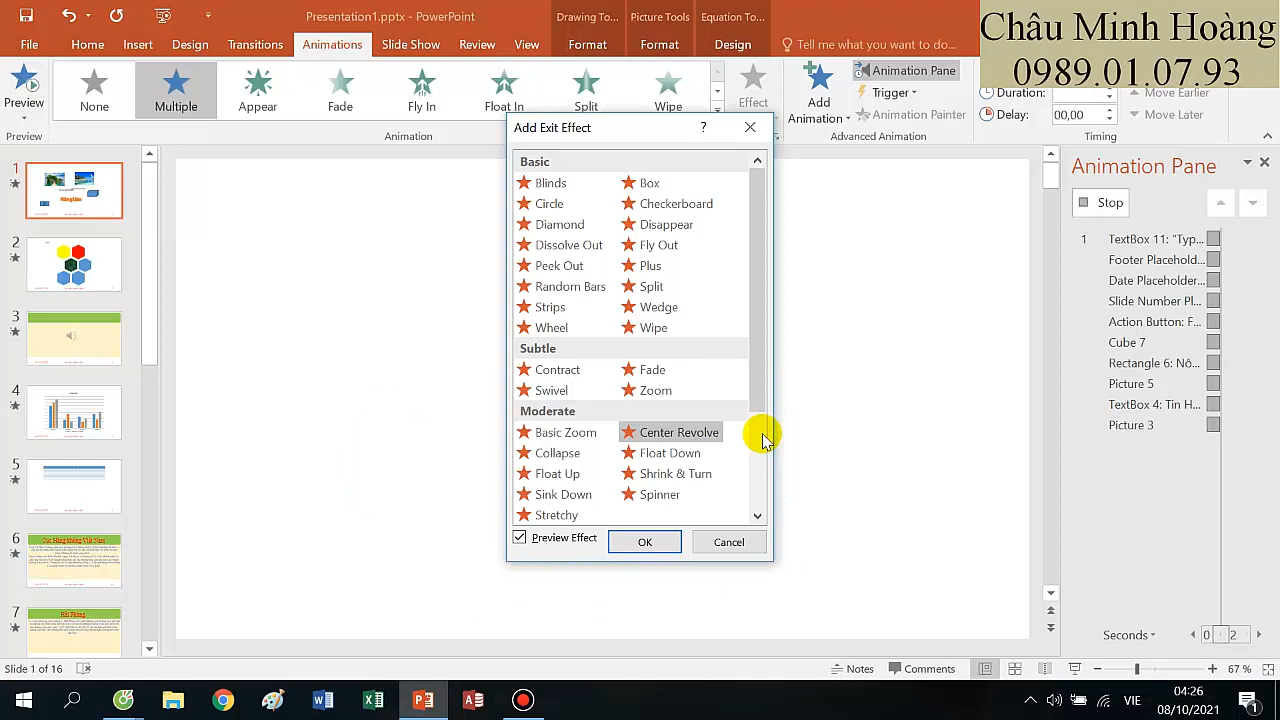 Presentation1.pptx - PowerPoint
Drawing To... Picture Tools Equation To...
Châu Minh Hoàng
0989.01.07.93
File Home Insert Design Transitions Animations Slide Show Review View Format Format Design Tell me what you want to do...
Preview
None Multiple Appear Fade Fly In Float In Split Wipe
Effect
Add Animation
Animation Pane
Trigger
Animation Painter
Duration:
Delay: 00,00
Move Earlier
Move Later
Preview Animation Advanced Animation Timing
Add Exit Effect
Basic
Blinds Box
Circle Checkerboard
Diamond Disappear
Dissolve Out Fly Out
Peek Out Plus
Random Bars Split
Strips Wedge
Wheel Wipe
Subtle
Contract Fade
Swivel Zoom
Moderate
Basic Zoom Center Revolve
Collapse Float Down
Float Up Shrink & Turn
Sink Down Spinner
Stretchy
Preview Effect OK Cancel
1
2
3
4
5
6
7
Animation Pane
Stop
1 TextBox 11: "Typ...
Footer Placehold...
Date Placeholder...
Slide Number Pl...
Action Button: F...
Cube 7
Rectangle 6: Nô...
Picture 5
TextBox 4: Tin H...
Picture 3
Seconds 0 2
Slide 1 of 16 Notes Comments 67 %
VIE
04:26
08/10/2021
1